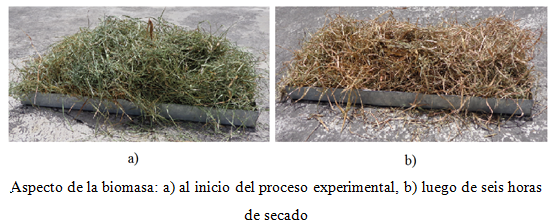 a)
b)
Aspecto de la biomasa: a) al inicio del proceso experimental, b) luego de seis horas
de secado